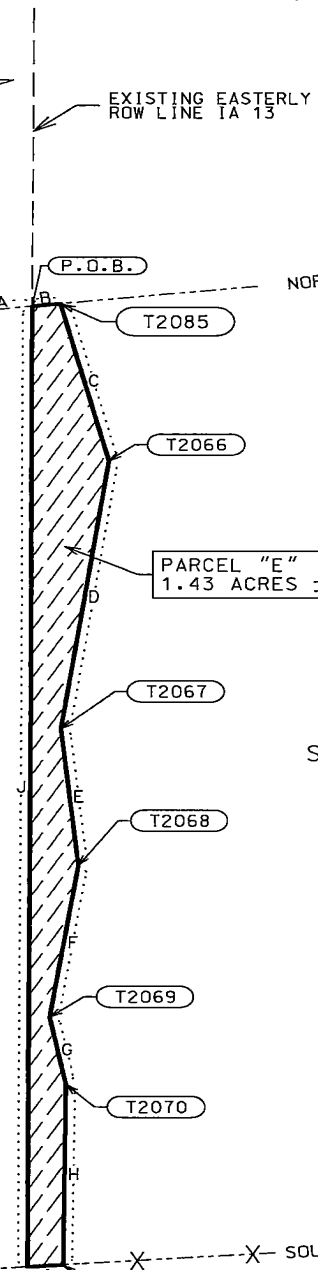 EXISTING EASTERLY
ROW LINE IA 13
P.O.B.
A
B
NOR
T2085
C
T2066
PARCEL "E"
1.43 ACRES ±
D
T2067
S
J
E
T2068
F
T2069
G
T2070
H
X X SOU